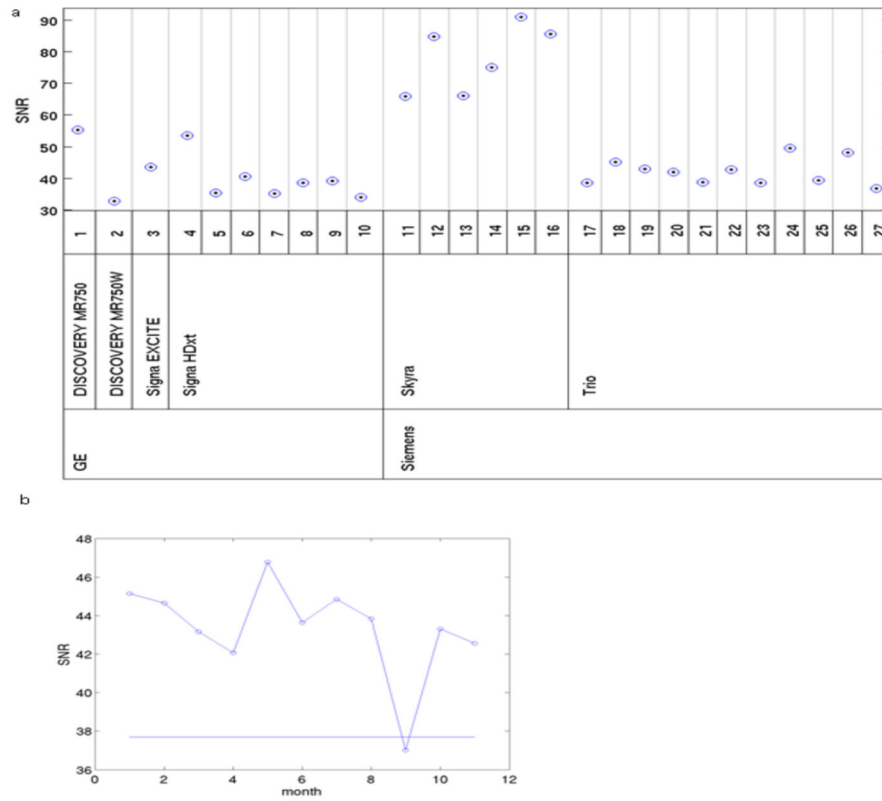 a
SNR
90
80
70
60
50
40
30
1 2 3 4 5 6 7 8 9 10 11 12 13 14 15 16 17 18 19 20 21 22 23 24 25 26 27
DISCOVERY MR750
DISCOVERY MR750W
Signa EXCITE
Signa HDxt
Skyra
Trio
GE
Siemens
b
SNR
48
46
44
42
40
38
36
0 2 4 6 8 10 12
month